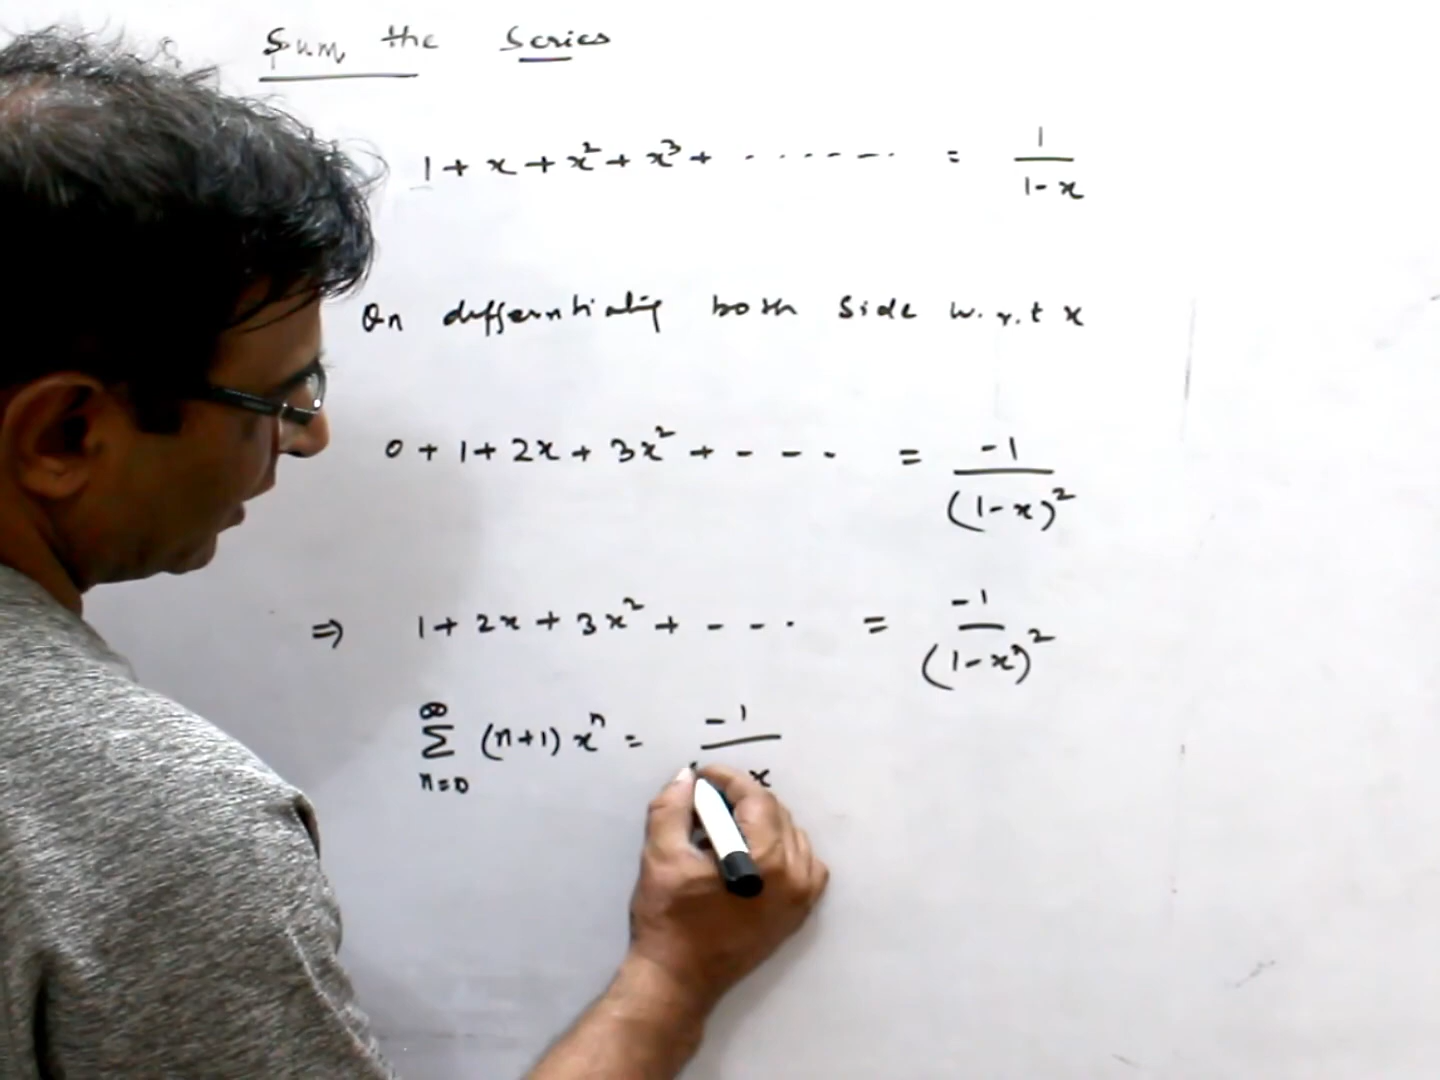 Sum the Series
1 + x + x² + x³ + ....... = 1/(1-x)
On differntiatig both side w.r.t x
0 + 1 + 2x + 3x² + - - - = -1/(1-x)²
⇒ 1 + 2x + 3x² + - - . = -1/(1-x)²
∞
Σ (n+1) xⁿ = -1
n=0 x